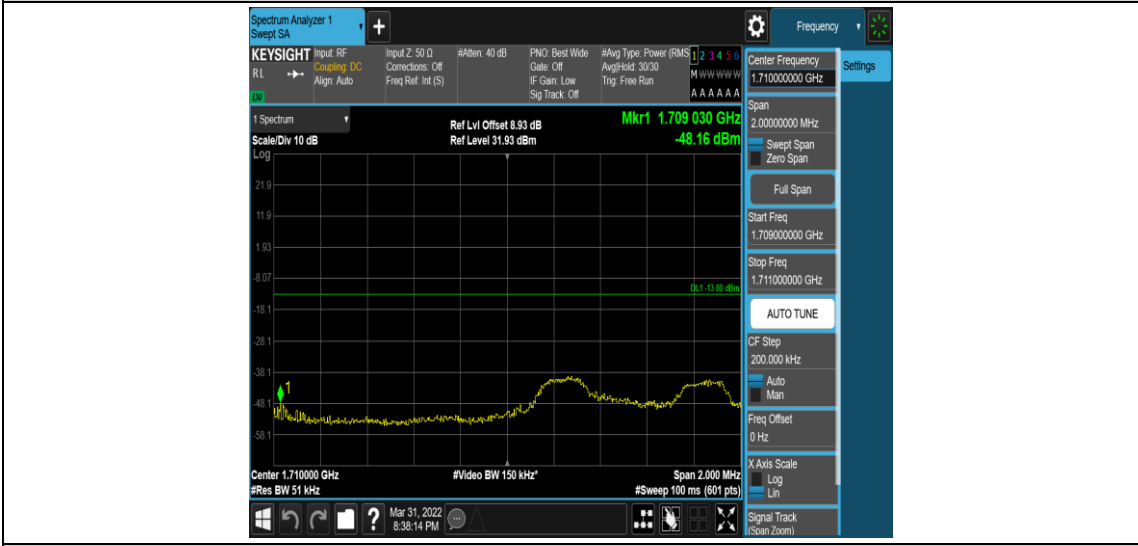 Spectrum Analyzer 1
Swept SA
+
Frequency
KEYSIGHT
RL
Input: RF
Coupling: DC
Align: Auto
Input Z: 50 Ω
Corrections: Off
Freq Ref: Int (S)
#Atten: 40 dB
PNO: Best Wide
Gate: Off
IF Gain: Low
Sig Track: Off
#Avg Type: Power (RMS
Avg|Hold: 30/30
Trig: Free Run
1 2 3 4 5 6
M W W W W W
A A A A A A
1 Spectrum
Scale/Div 10 dB
Log
Ref Lvl Offset 8.93 dB
Ref Level 31.93 dBm
Mkr1 1.709 030 GHz
-48.16 dBm
21.9
11.9
1.93
-8.07
-18.1
-28.1
-38.1
-48.1
-58.1
DL1 -13.00 dBm
1
Center 1.710000 GHz
#Res BW 51 kHz
#Video BW 150 kHz*
Span 2.000 MHz
#Sweep 100 ms (601 pts)
?
Mar 31, 2022
8:38:14 PM
Center Frequency
1.710000000 GHz
Settings
Span
2.00000000 MHz
Swept Span
Zero Span
Full Span
Start Freq
1.709000000 GHz
Stop Freq
1.711000000 GHz
AUTO TUNE
CF Step
200.000 kHz
Auto
Man
Freq Offset
0 Hz
X Axis Scale
Log
Lin
Signal Track
(Span Zoom)